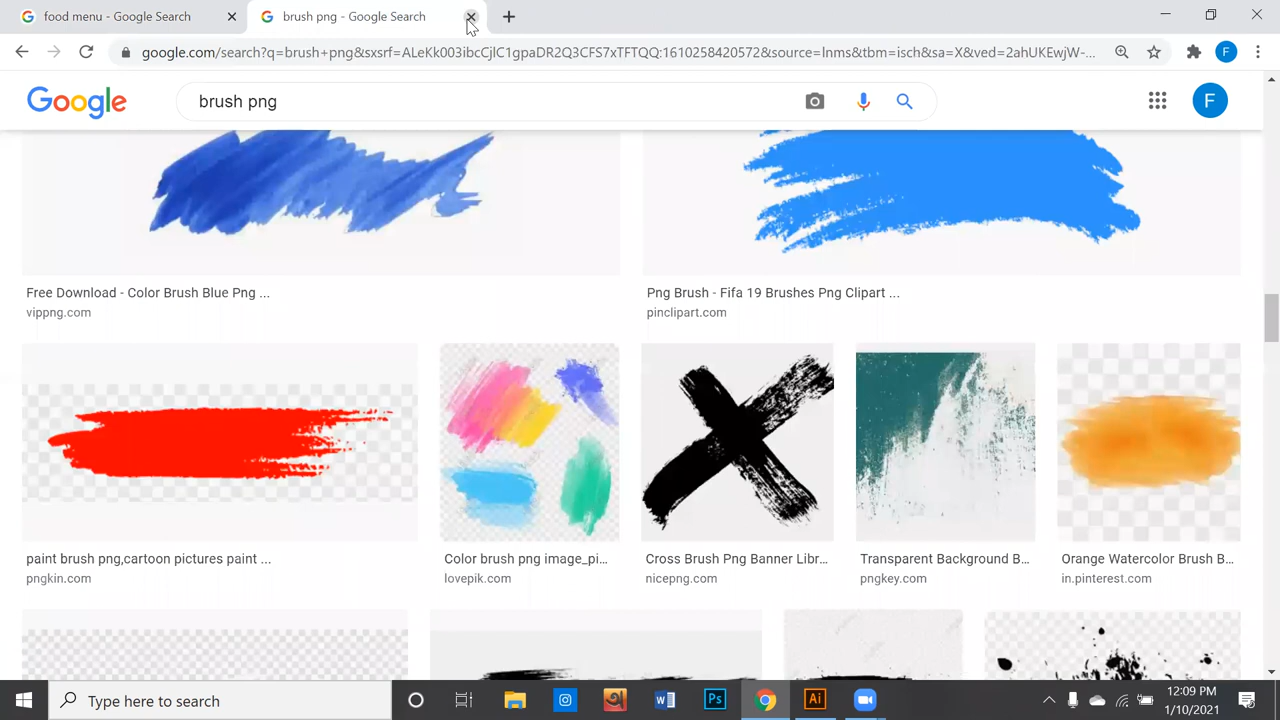 food menu - Google Search
brush png - Google Search
google.com/search?q=brush+png&sxsrf=ALeKk003ibcCjlC1gpaDR2Q3CFS7xTFTQQ:1610258420572&source=lnms&tbm=isch&sa=X&ved=2ahUKEwjW-...
F
Google
brush png
F
Free Download - Color Brush Blue Png ...
vippng.com
Png Brush - Fifa 19 Brushes Png Clipart ...
pinclipart.com
paint brush png,cartoon pictures paint ...
pngkin.com
Color brush png image_pi...
lovepik.com
Cross Brush Png Banner Libr...
nicepng.com
Transparent Background B...
pngkey.com
Orange Watercolor Brush B...
in.pinterest.com
Type here to search
W
Ps
Ai
12:09 PM
1/10/2021